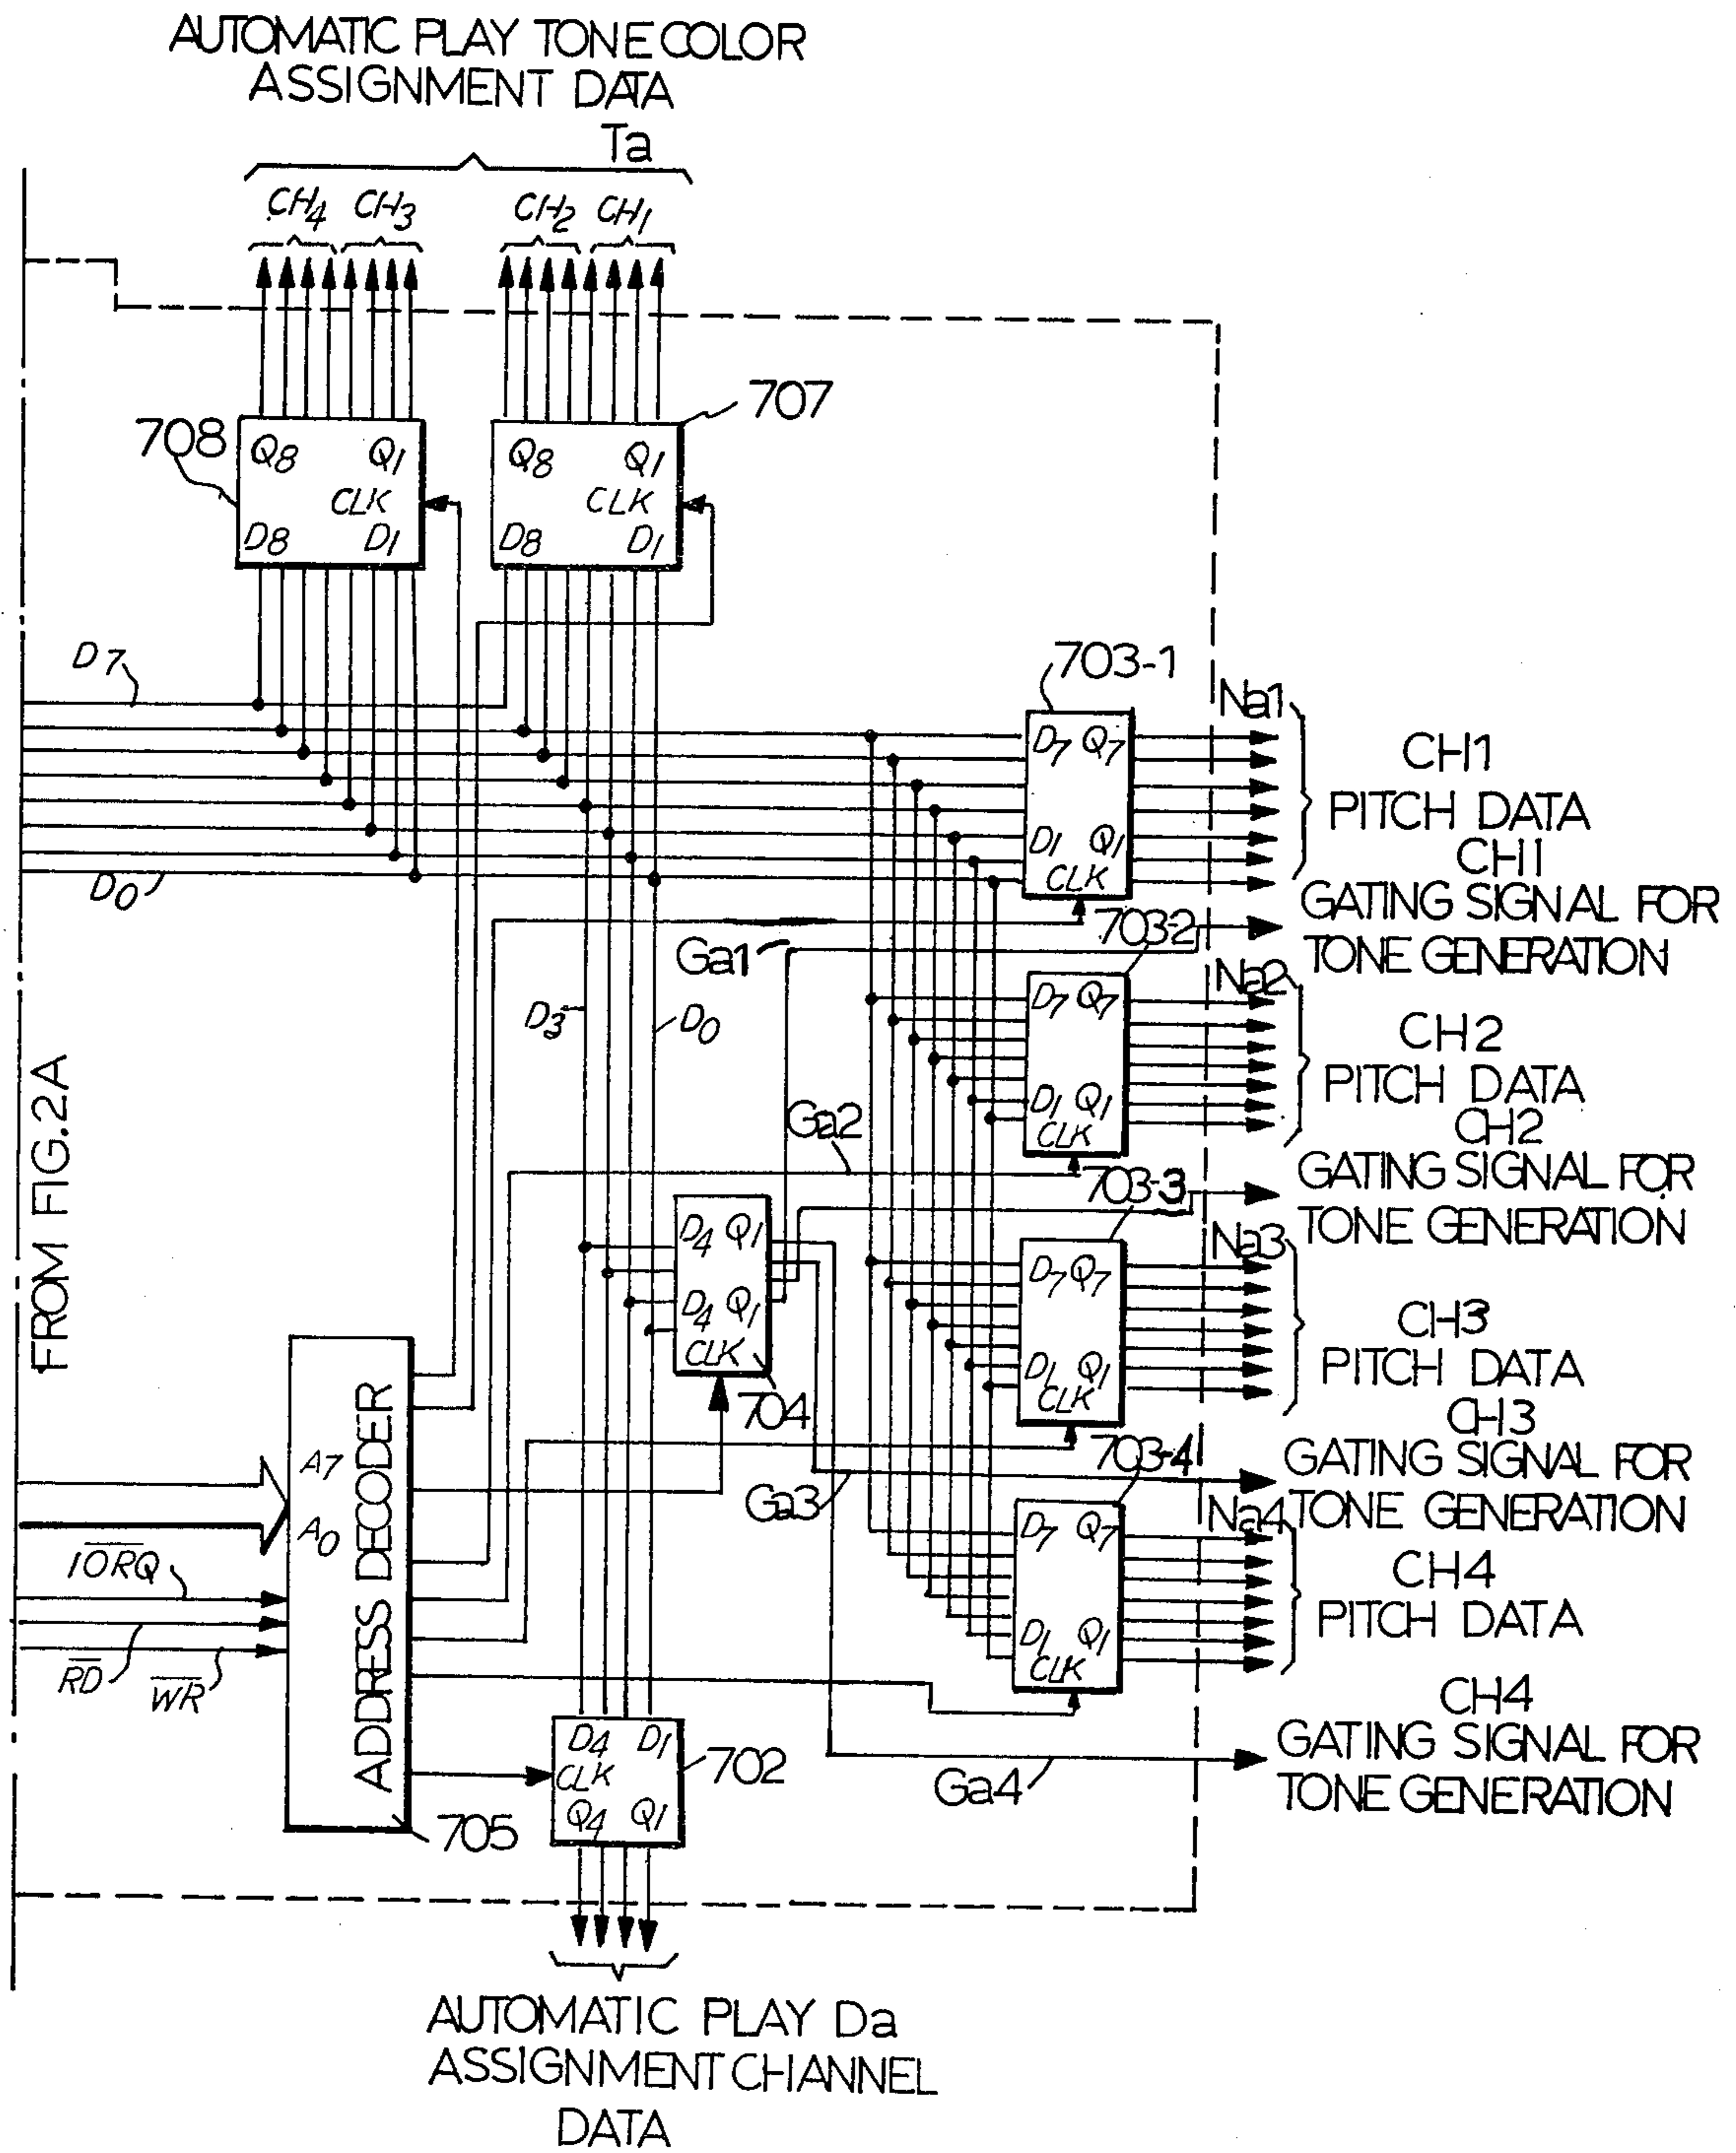 AUTOMATIC PLAY TONE COLOR
ASSIGNMENT DATA
Ta
CH4 CH3 CH2 CH1
708
Q8 Q1
CLK
D8 D1
707
Q8 Q1
CLK
D8 D1
D7
D0
703-1
D7 Q7
D1 Q1
CLK
Na1
CH1
PITCH DATA
CH1
GATING SIGNAL FOR
TONE GENERATION
Ga1
703-2
D7 Q7
D1 Q1
CLK
Na2
CH2
PITCH DATA
CH2
GATING SIGNAL FOR
TONE GENERATION
D3
D0
Ga2
FROM FIG.2A
703-3
D7 Q7
D1 Q1
CLK
Na3
CH3
PITCH DATA
CH3
GATING SIGNAL FOR
TONE GENERATION
D4 Q1
D4 Q1
CLK
704
Ga3
703-4
D7 Q7
D1 Q1
CLK
Na4
CH4
PITCH DATA
CH4
GATING SIGNAL FOR
TONE GENERATION
Ga4
A7
A0
ADDRESS DECODER
705
IORQ
RD
WR
D4 D1
CLK
Q4 Q1
702
AUTOMATIC PLAY Da
ASSIGNMENT CHANNEL
DATA